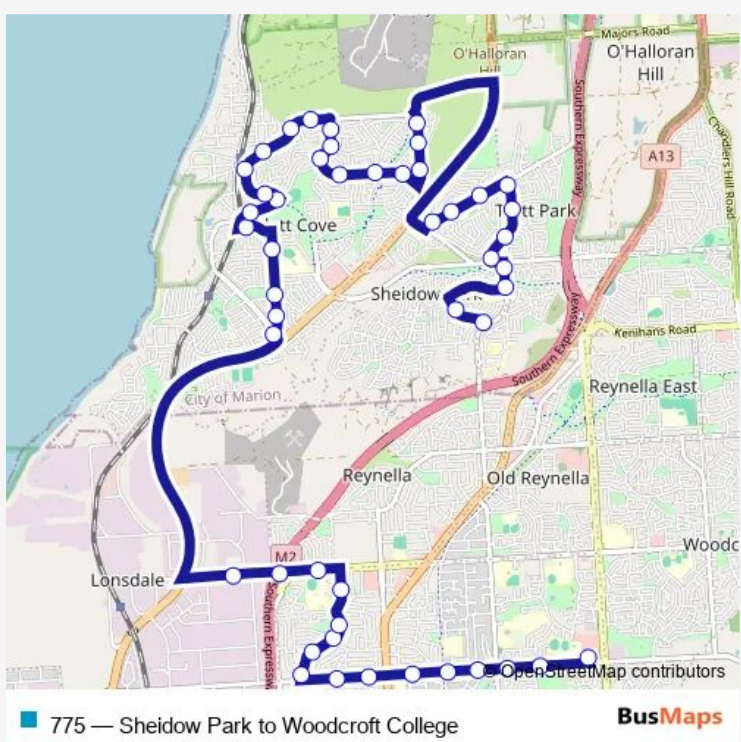 Majors Road
O'Halloran
Hill
O'Halloran
Hill
Southern Expressway
A13
Chandlers Hill Road
Tott Park
tt Cove
Sheidow
Kenihans Road
Southern Expressway
City of Marion
Reynella East
Reynella
Old Reynella
M2
Woodc
Lonsdale
Southern Expressw
© OpenStreetMap contributors
775 — Sheidow Park to Woodcroft College
BusMaps